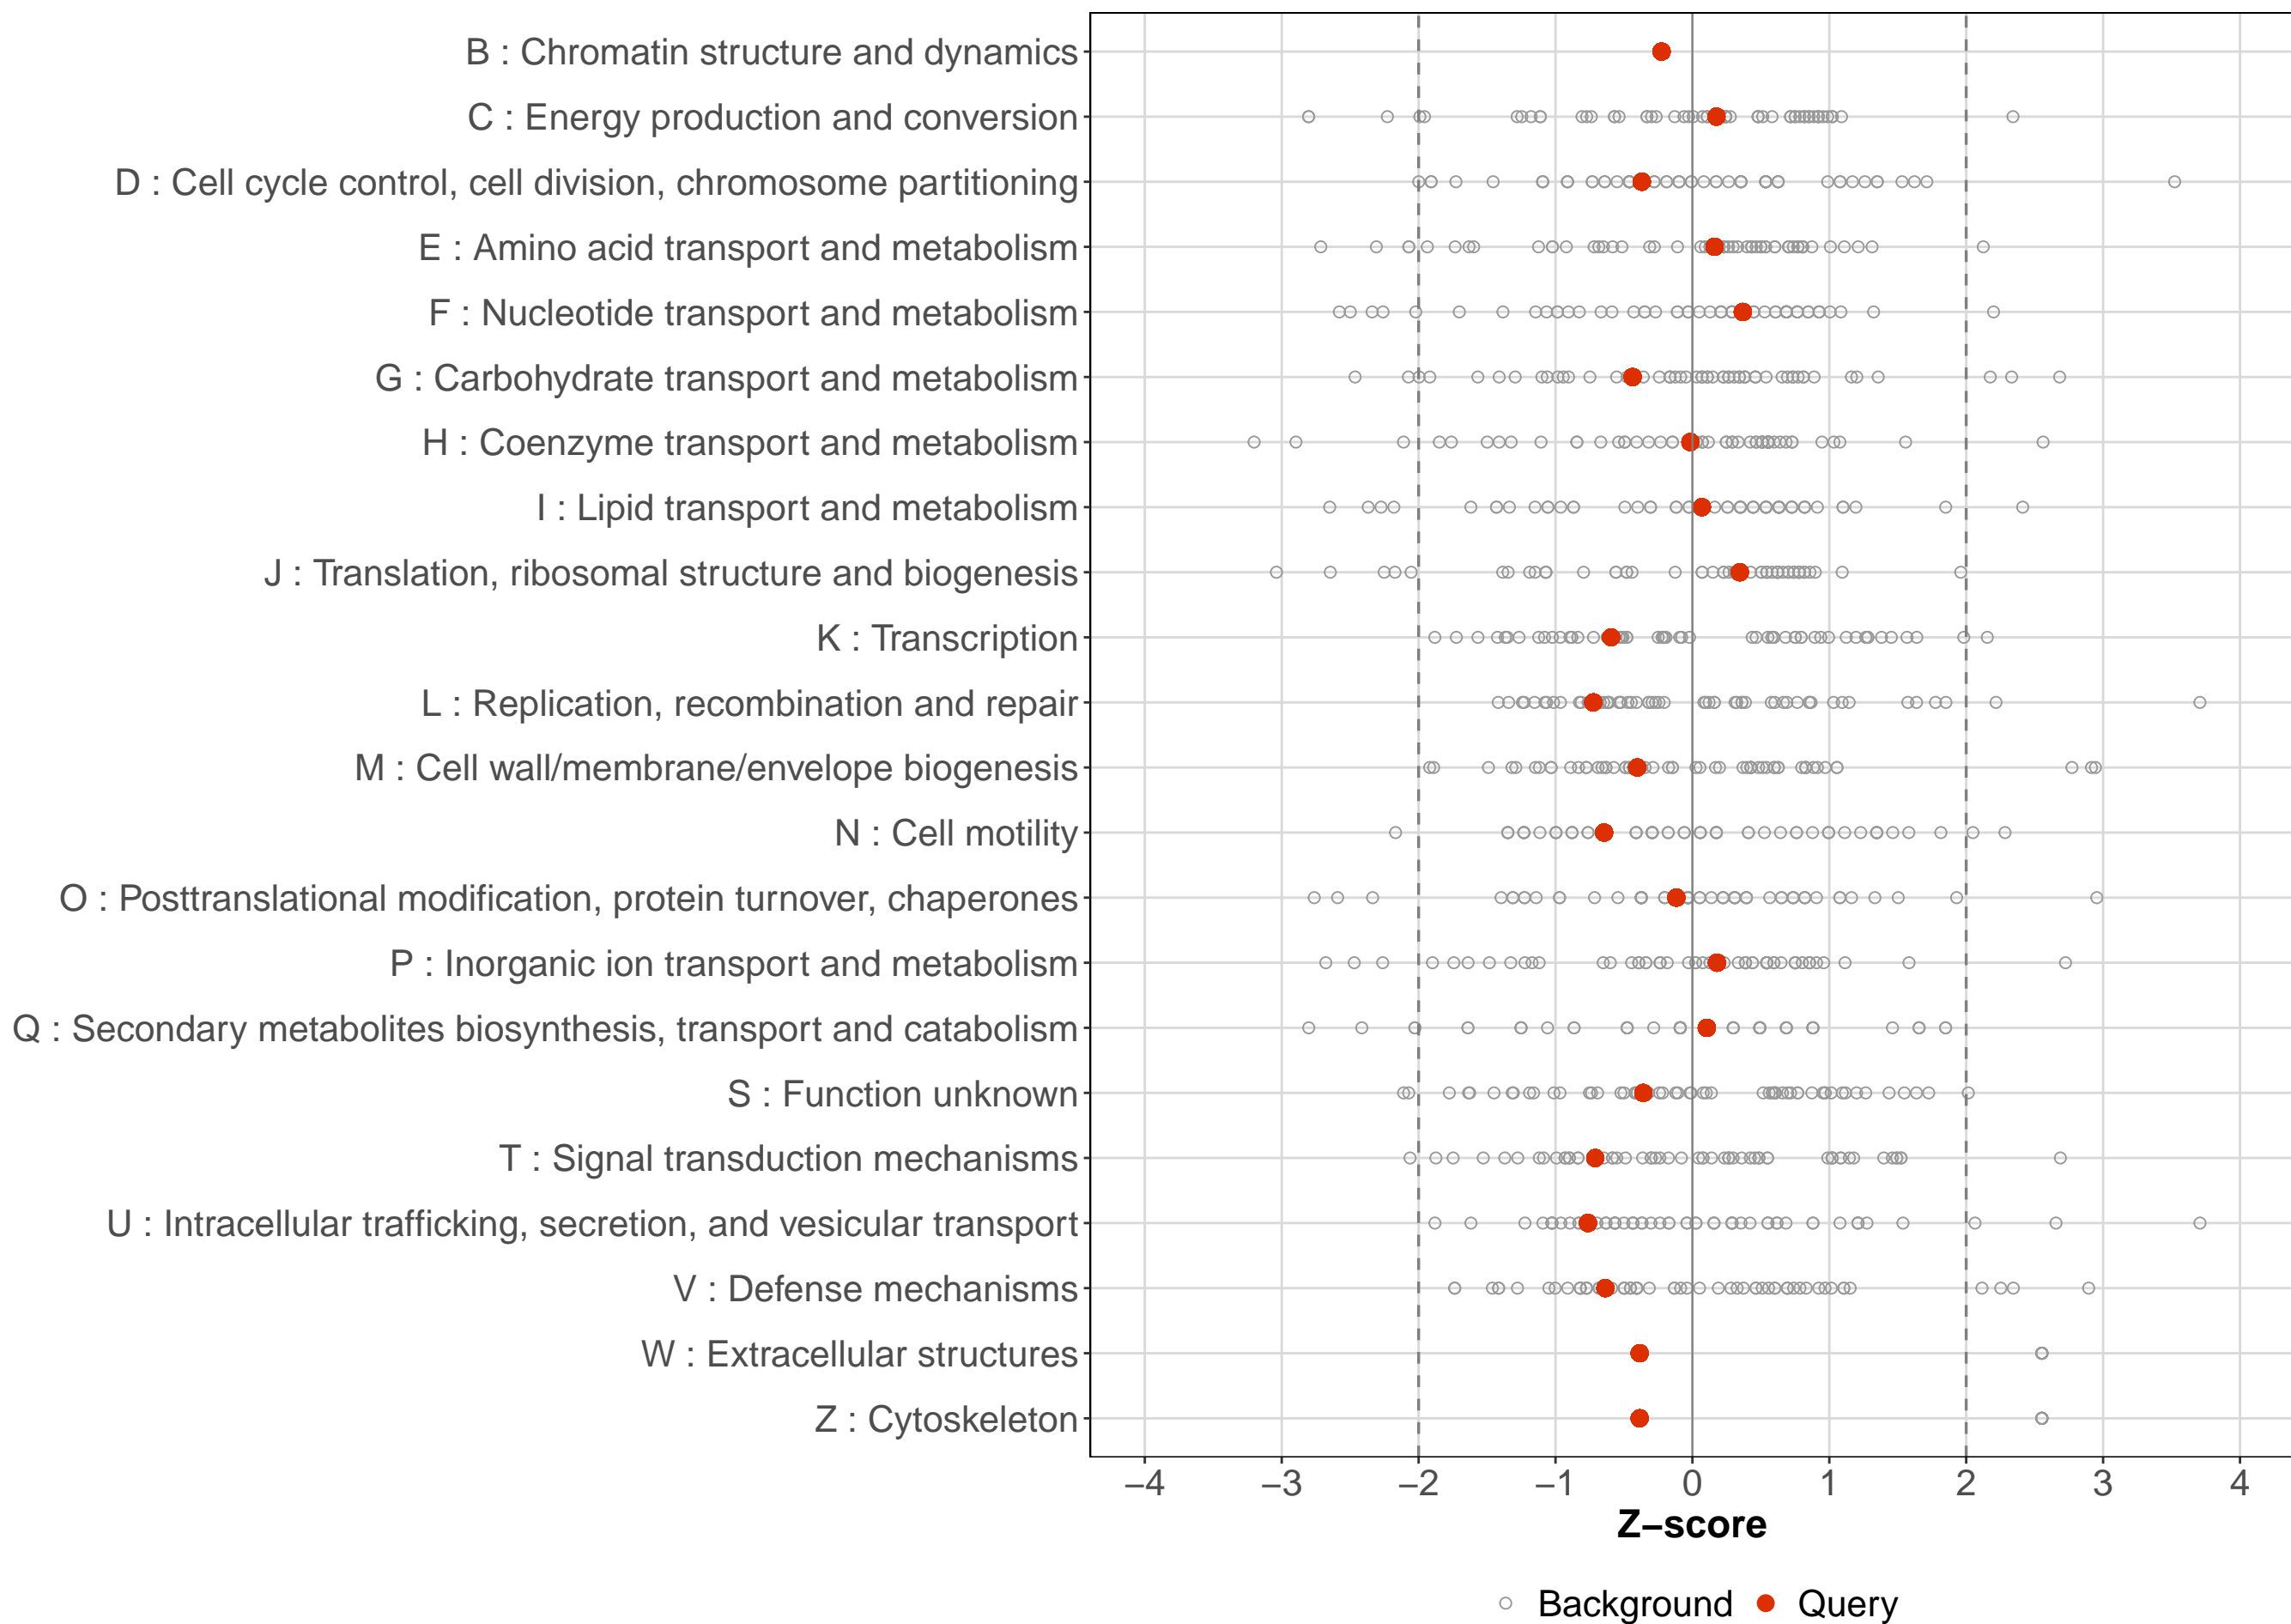 B : Chromatin structure and dynamics
C : Energy production and conversion
D : Cell cycle control, cell division, chromosome partitioning
E : Amino acid transport and metabolism
F : Nucleotide transport and metabolism
G : Carbohydrate transport and metabolism
H : Coenzyme transport and metabolism
I : Lipid transport and metabolism
J : Translation, ribosomal structure and biogenesis
K : Transcription
L : Replication, recombination and repair
M : Cell wall/membrane/envelope biogenesis
N : Cell motility
O : Posttranslational modification, protein turnover, chaperones
P : Inorganic ion transport and metabolism
Q : Secondary metabolites biosynthesis, transport and catabolism
S : Function unknown
T : Signal transduction mechanisms
U : Intracellular trafficking, secretion, and vesicular transport
V : Defense mechanisms
W : Extracellular structures
Z : Cytoskeleton
−4 −3 −2 −1 0 1 2 3 4
Z−score
Background Query